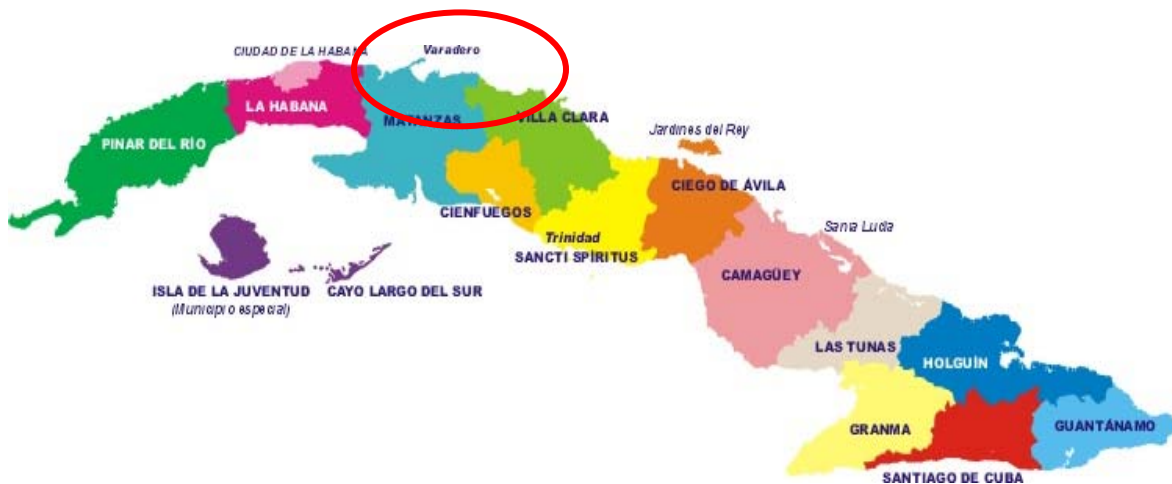 Varadero
CIUDAD DE LA HABANA
LA HABANA
MATANZAS
VILLA CLARA
PINAR DEL RÍO
Jardines del Rey
CIEGO DE ÁVILA
CIENFUEGOS
Trinidad
SANCTI SPÍRITUS
Santa Lucía
CAMAGÜEY
ISLA DE LA JUVENTUD
(Municipio especial)
CAYO LARGO DEL SUR
LAS TUNAS
HOLGUÍN
GRANMA
GUANTÁNAMO
SANTIAGO DE CUBA